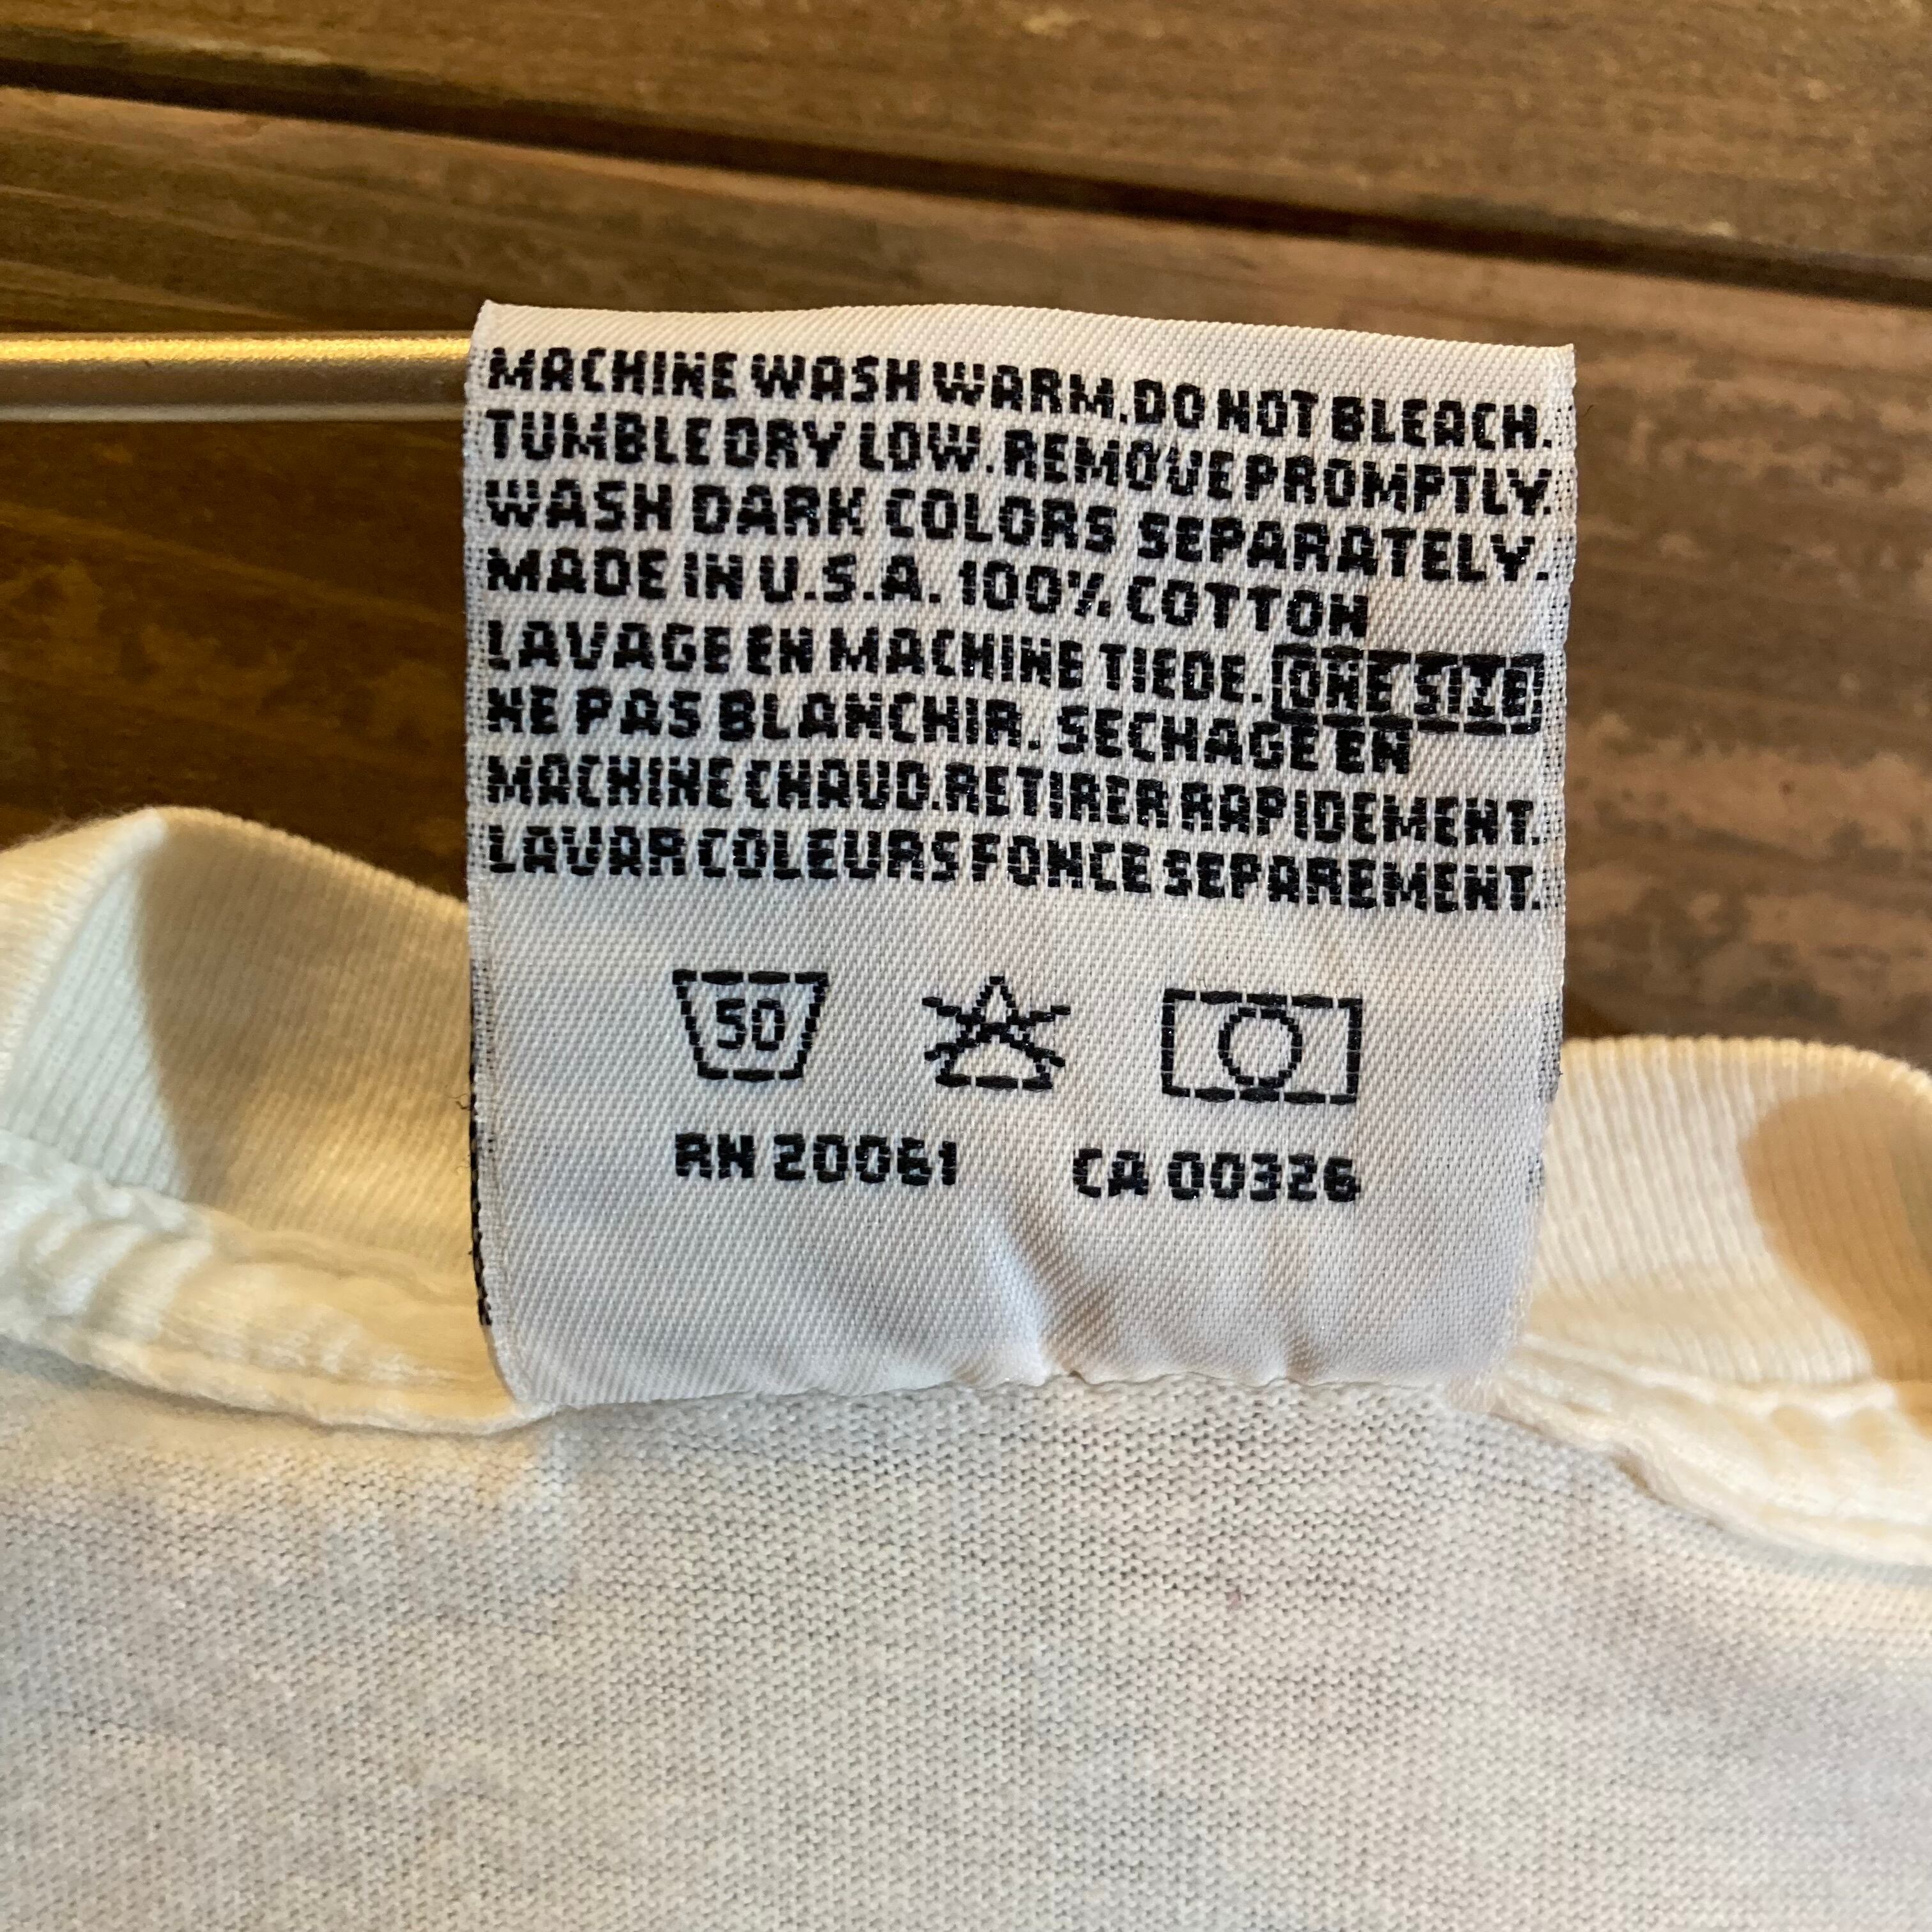 MACHINE WASH WARM. DO NOT BLEACH.
TUMBLE DRY LOW. REMOVE PROMPTLY.
WASH DARK COLORS SEPARATELY.
MADE IN U.S.A. 100% COTTON
LAVAGE EN MACHINE TIEDE. ONE SIZE
NE PAS BLANCHIR. SECHAGE EN
MACHINE CHAUD. RETIRER RAPIDEMENT.
LAVAR COLEURS FONCE SEPAREMENT.
50
RN 20061 CA 00326